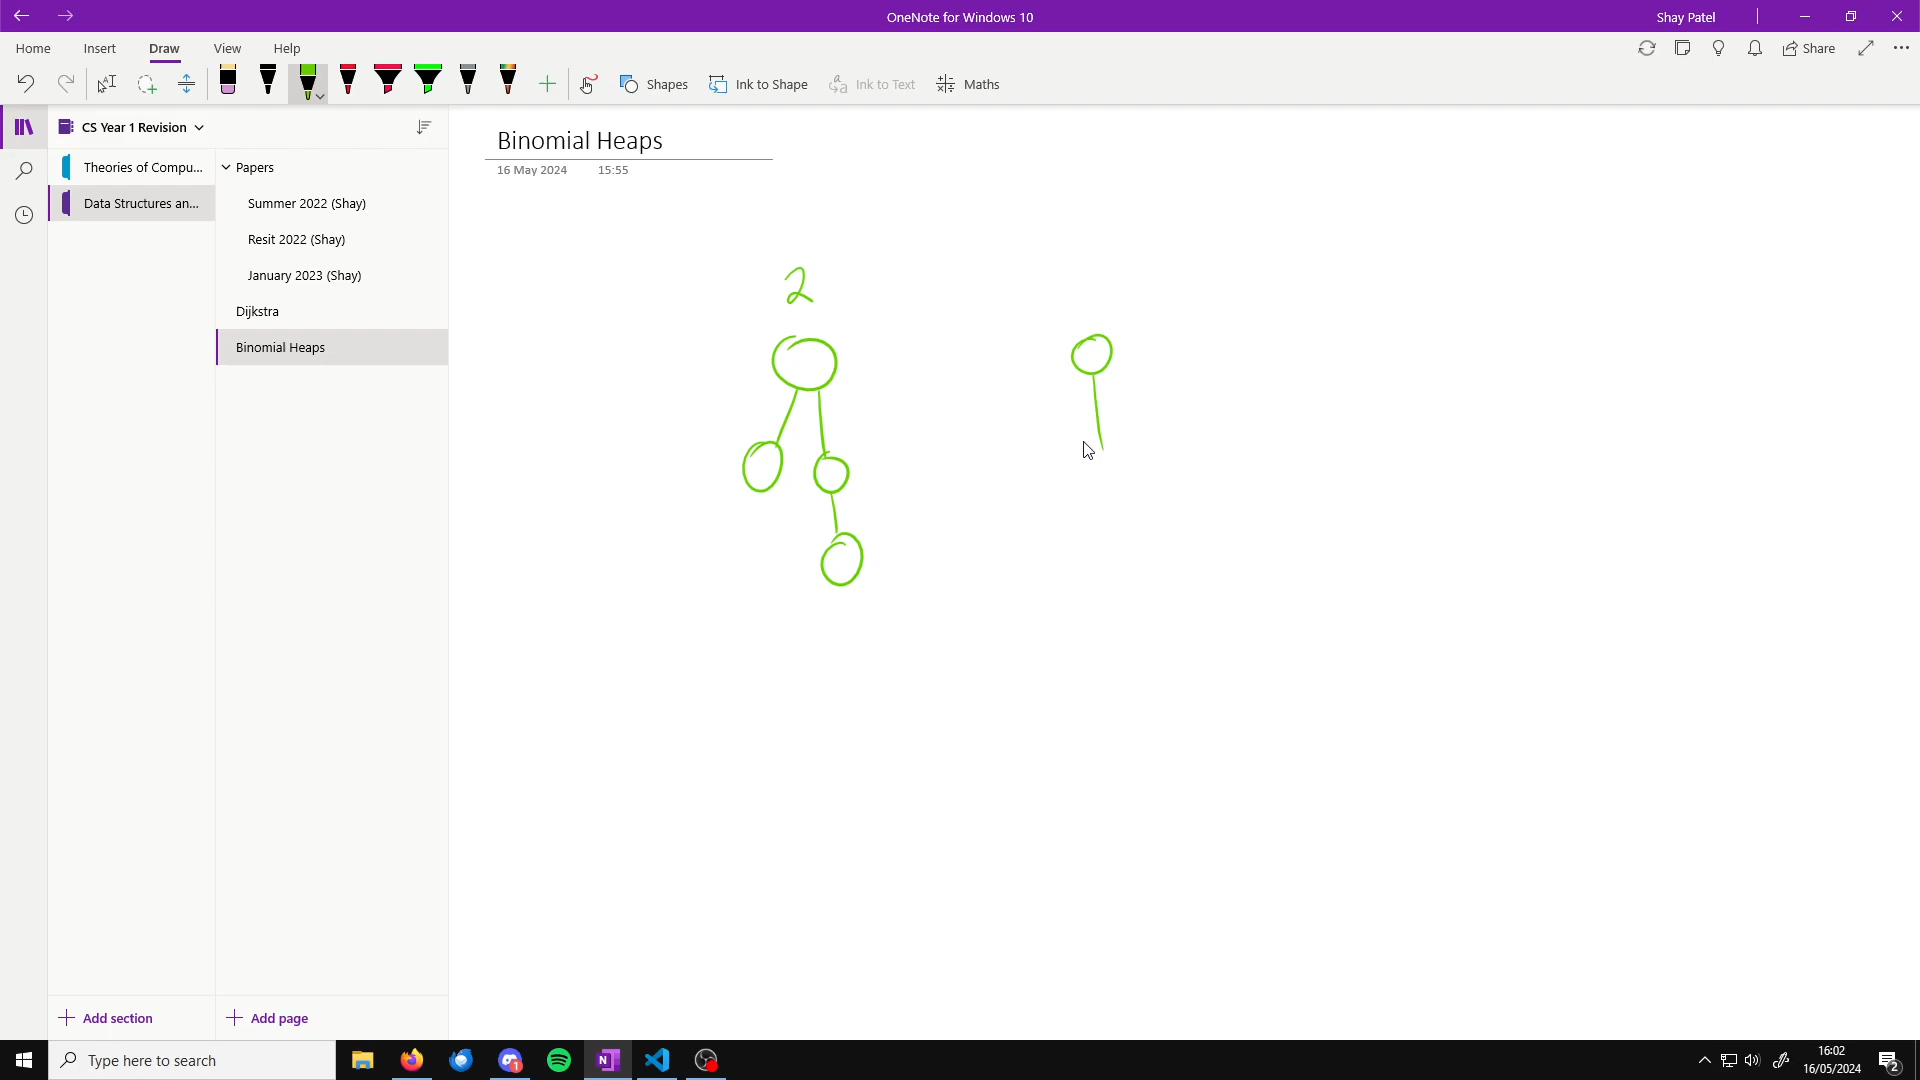 OneNote for Windows 10
Shay Patel
Home Insert Draw View Help
Share
Shapes Ink to Shape Ink to Text Maths
CS Year 1 Revision
Theories of Compu...
Data Structures an...
Papers
Summer 2022 (Shay)
Resit 2022 (Shay)
January 2023 (Shay)
Dijkstra
Binomial Heaps
Binomial Heaps
16 May 2024 15:55
2
Add section
Add page
Type here to search
1
N
16:02
16/05/2024
2